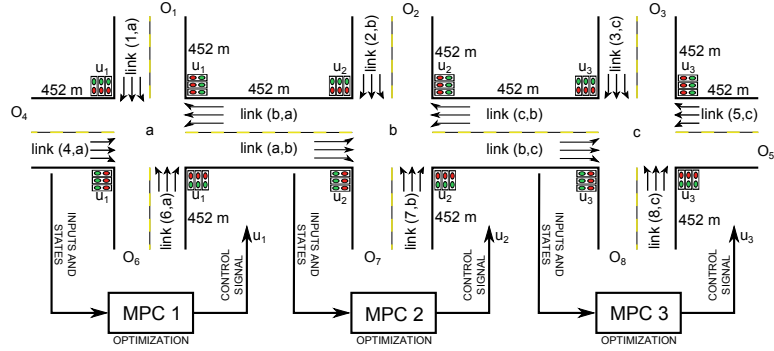 O1
O2
O3
link (1,a)
452 m
link (2,b)
452 m
link (3,c)
452 m
452 m
u1
u1
452 m
u2
u2
452 m
u3
u3
452 m
O4
a
link (b,a)
b
link (c,b)
c
link (5,c)
link (4,a)
link (a,b)
link (b,c)
O5
u1
u1
u2
u2
u3
u3
link (6,a)
452 m
link (7,b)
452 m
link (8,c)
452 m
INPUTS AND
STATES
u1
INPUTS AND
STATES
u2
INPUTS AND
STATES
u3
O6
O7
O8
CONTROL
SIGNAL
CONTROL
SIGNAL
CONTROL
SIGNAL
MPC 1
MPC 2
MPC 3
OPTIMIZATION
OPTIMIZATION
OPTIMIZATION